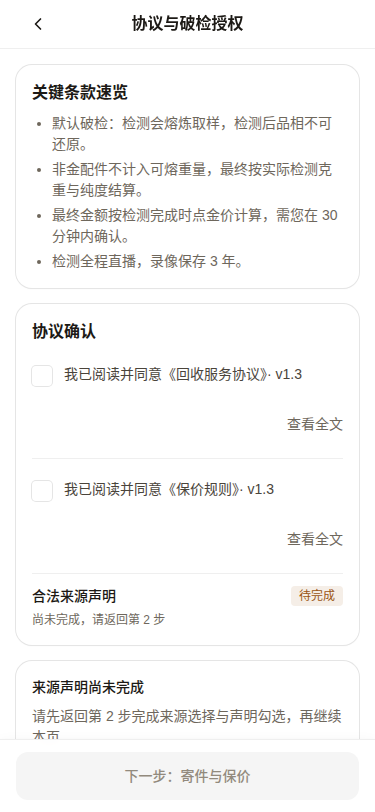 协议与破检授权
关键条款速览
默认破检：检测会熔炼取样，检测后品相不可
还原。
非金配件不计入可熔重量，最终按实际检测克
重与纯度结算。
最终金额按检测完成时点金价计算，需您在 30
分钟内确认。
检测全程直播，录像保存 3 年。
协议确认
我已阅读并同意《回收服务协议》· v1.3
查看全文
我已阅读并同意《保价规则》· v1.3
查看全文
合法来源声明
待完成
尚未完成，请返回第 2 步
来源声明尚未完成
请先返回第 2 步完成来源选择与声明勾选，再继续
本页
下一步：寄件与保价